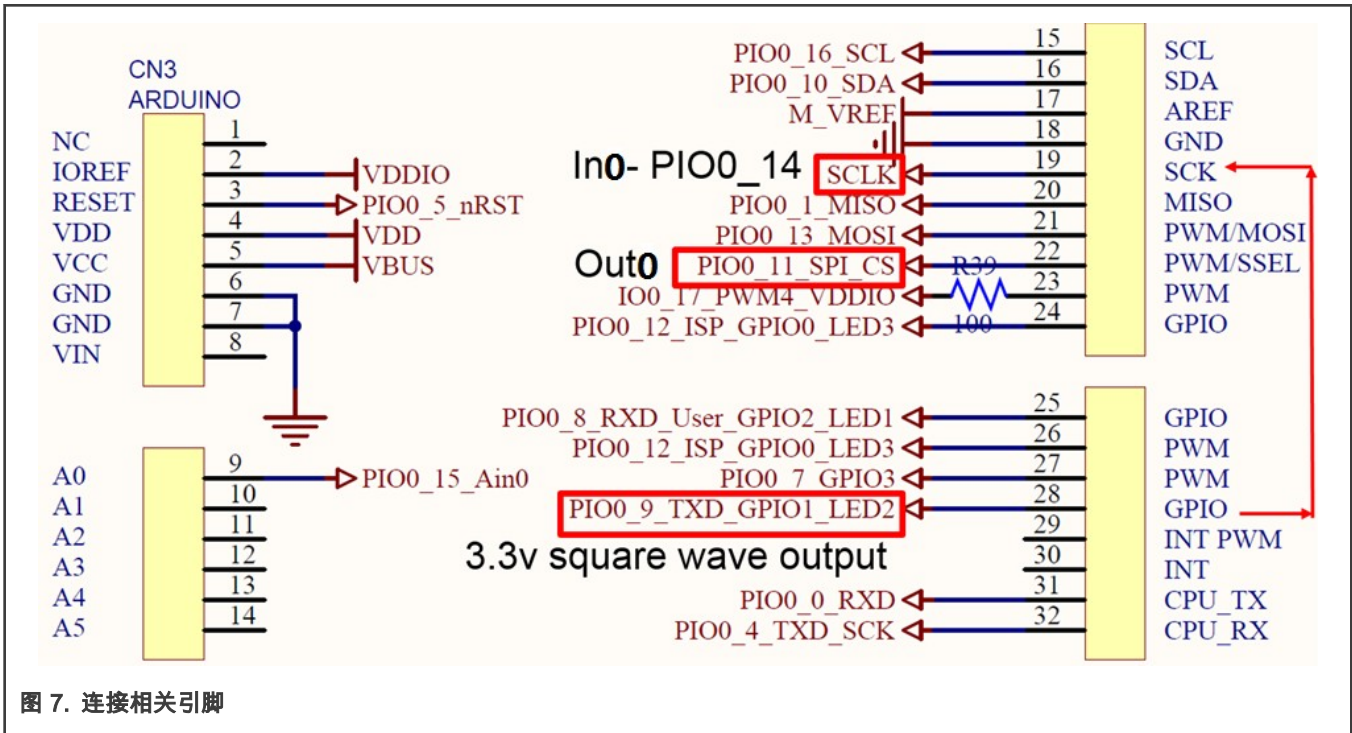 CN3
ARDUINO
NC 1
IOREF 2 VDDIO
RESET 3 PIO0_5_nRST
VDD 4 VDD
VCC 5 VBUS
GND 6
GND 7
VIN 8
A0 9 PIO0_15_Ain0
A1 10
A2 11
A3 12
A4 13
A5 14
PIO0_16_SCL 15 SCL
PIO0_10_SDA 16 SDA
M_VREF 17 AREF
18 GND
In0- PIO0_14 SCLK 19 SCK
PIO0_1_MISO 20 MISO
PIO0_13_MOSI 21 PWM/MOSI
Out0 PIO0_11_SPI_CS 22 PWM/SSEL
R39
IO0_17_PWM4_VDDIO 23 PWM
100
PIO0_12_ISP_GPIO0_LED3 24 GPIO
PIO0_8_RXD_User_GPIO2_LED1 25 GPIO
PIO0_12_ISP_GPIO0_LED3 26 PWM
PIO0_7_GPIO3 27 PWM
PIO0_9_TXD_GPIO1_LED2 28 GPIO
29 INT PWM
3.3v square wave output
30 INT
PIO0_0_RXD 31 CPU_TX
PIO0_4_TXD_SCK 32 CPU_RX
图 7. 连接相关引脚